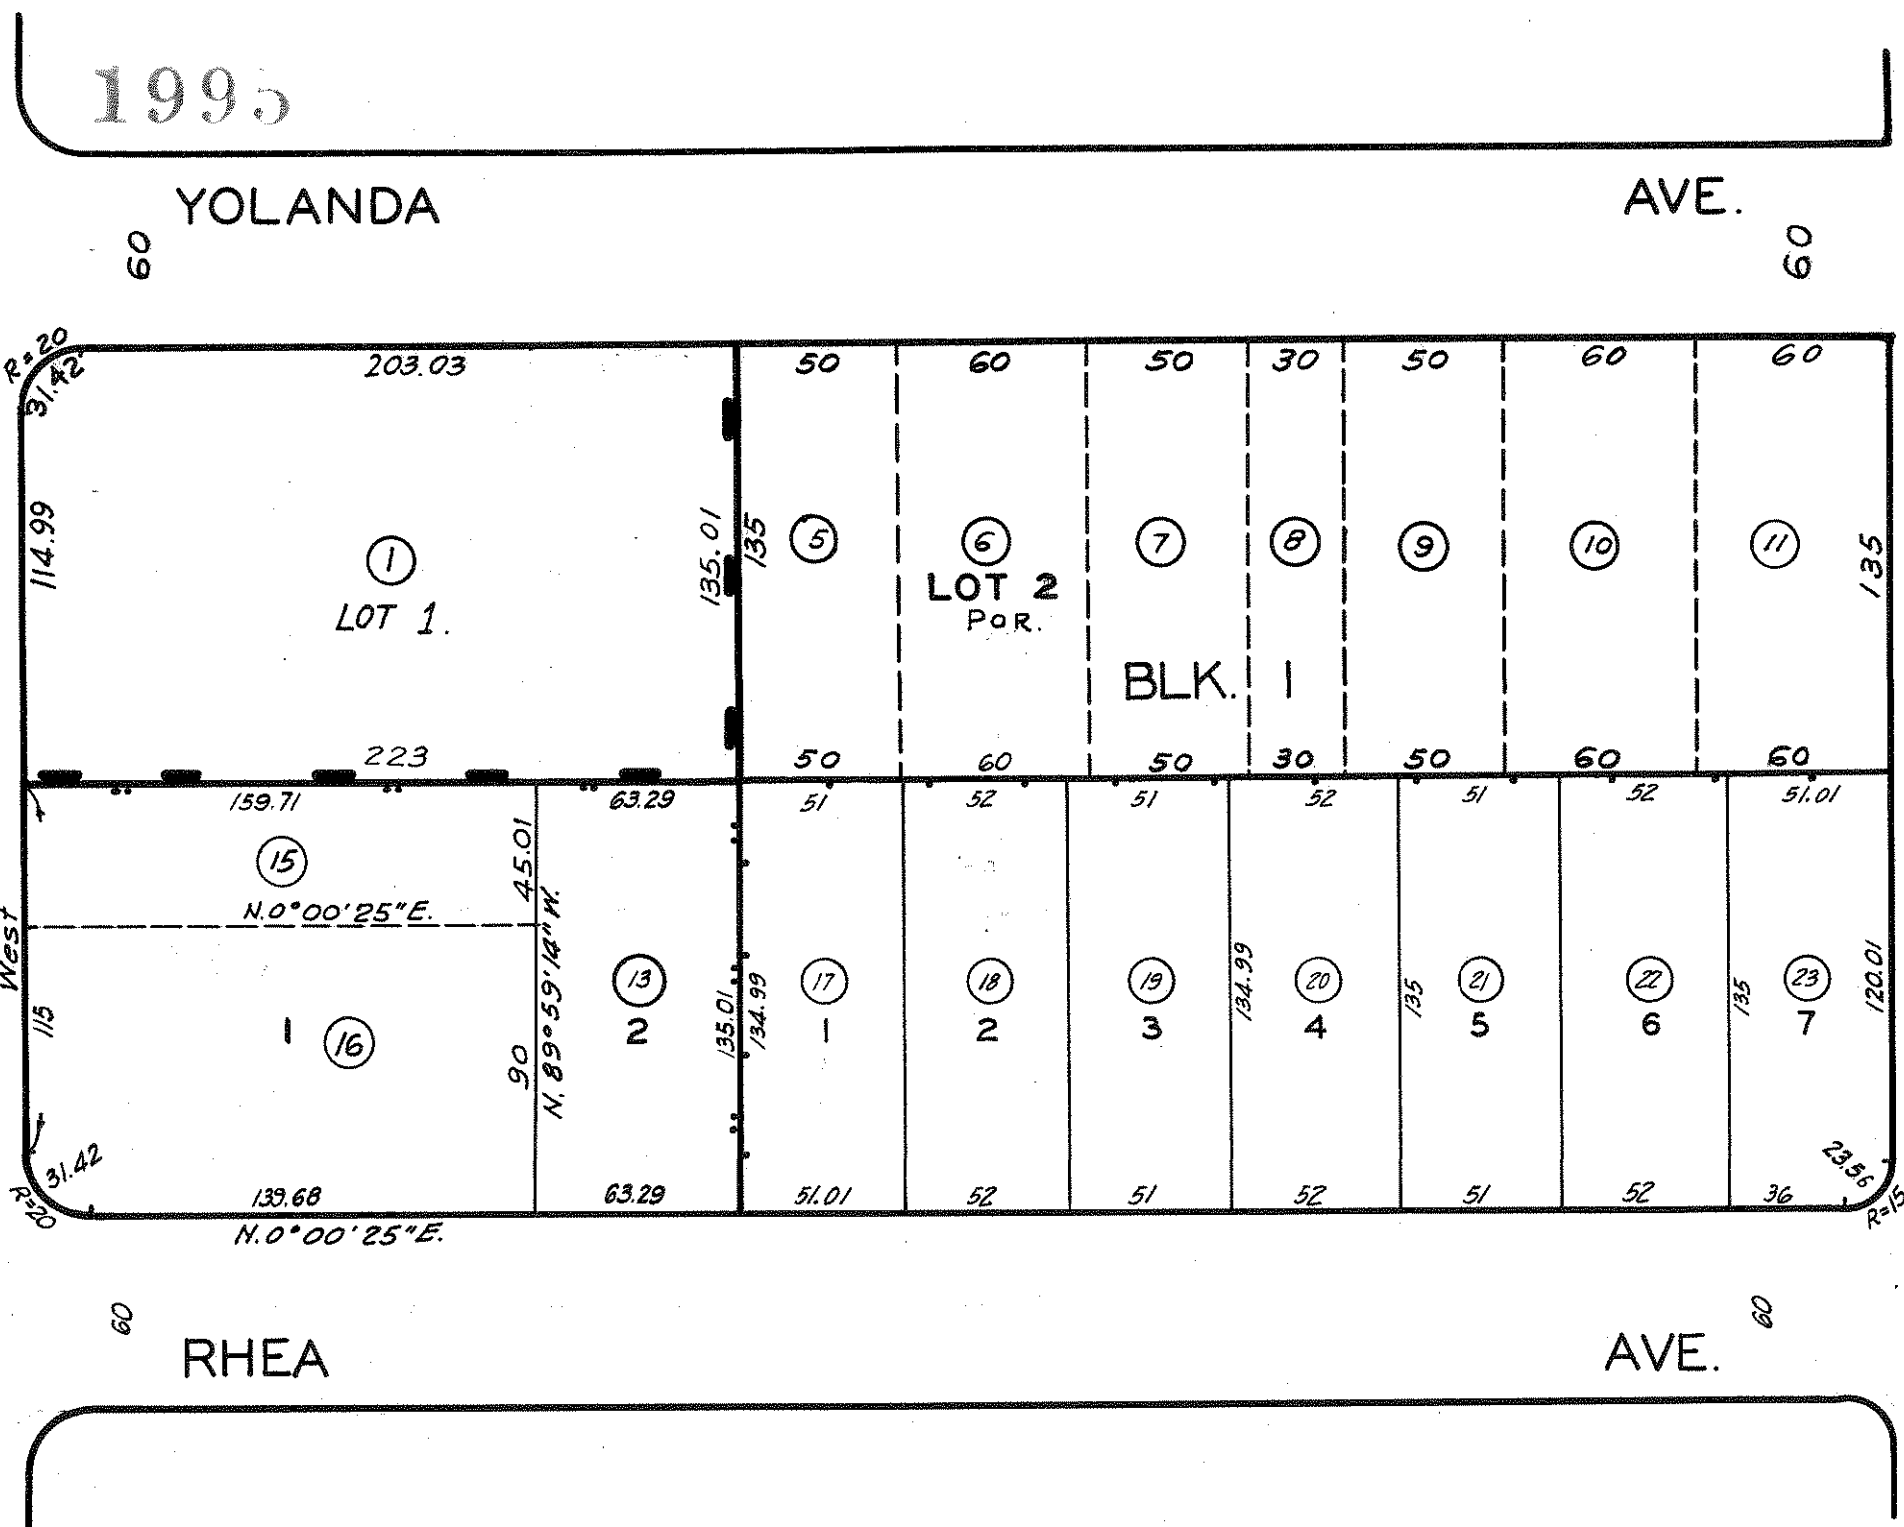 1995
YOLANDA AVE.
60 60
R=20
31.42
203.03 50 60 50 30 50 60 60
114.99
135.01
135
135
1 5 6 7 8 9 10 11
LOT 1.
LOT 2
POR.
BLK. 1
223 50 60 50 30 50 60 60
159.71 63.29 51 52 51 52 51 52 51.01
15
45.01
N.0°00'25"E.
N. 89°59'14" W.
West
115
1 16
90
13
2
135.01
134.99
17 18 19 20 21 22 23
1 2 3 4 5 6 7
134.99
135
135
120.01
31.42
R=20
23.56
R=15
139.68 63.29 51.01 52 51 52 51 52 36
N.0°00'25"E.
60 60
RHEA AVE.